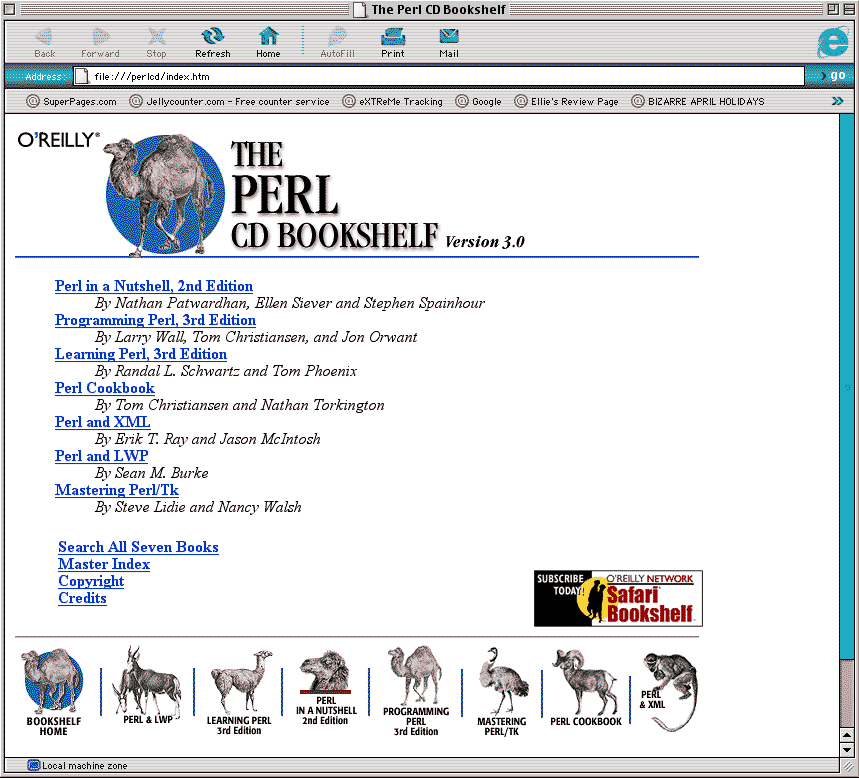 The Perl CD Bookshelf
Back Forward Stop Refresh Home AutoFill Print Mail
Address: file:///perlcd/index.htm go
@ SuperPages.com @ Jellycounter.com - Free counter service @ eXTReMe Tracking @ Google @ Ellie's Review Page @ BIZARRE APRIL HOLIDAYS »
O'REILLY®
THE
PERL
CD BOOKSHELF Version 3.0
Perl in a Nutshell, 2nd Edition
By Nathan Patwardhan, Ellen Siever and Stephen Spainhour
Programming Perl, 3rd Edition
By Larry Wall, Tom Christiansen, and Jon Orwant
Learning Perl, 3rd Edition
By Randal L. Schwartz and Tom Phoenix
Perl Cookbook
By Tom Christiansen and Nathan Torkington
Perl and XML
By Erik T. Ray and Jason McIntosh
Perl and LWP
By Sean M. Burke
Mastering Perl/Tk
By Steve Lidie and Nancy Walsh
Search All Seven Books
Master Index
Copyright
Credits
SUBSCRIBE
TODAY!
O'REILLY NETWORK
Safari
Bookshelf
BOOKSHELF
HOME
PERL & LWP
LEARNING PERL
3rd Edition
PERL
IN A NUTSHELL
2nd Edition
PROGRAMMING
PERL
3rd Edition
MASTERING
PERL/TK
PERL COOKBOOK
PERL
& XML
Local machine zone